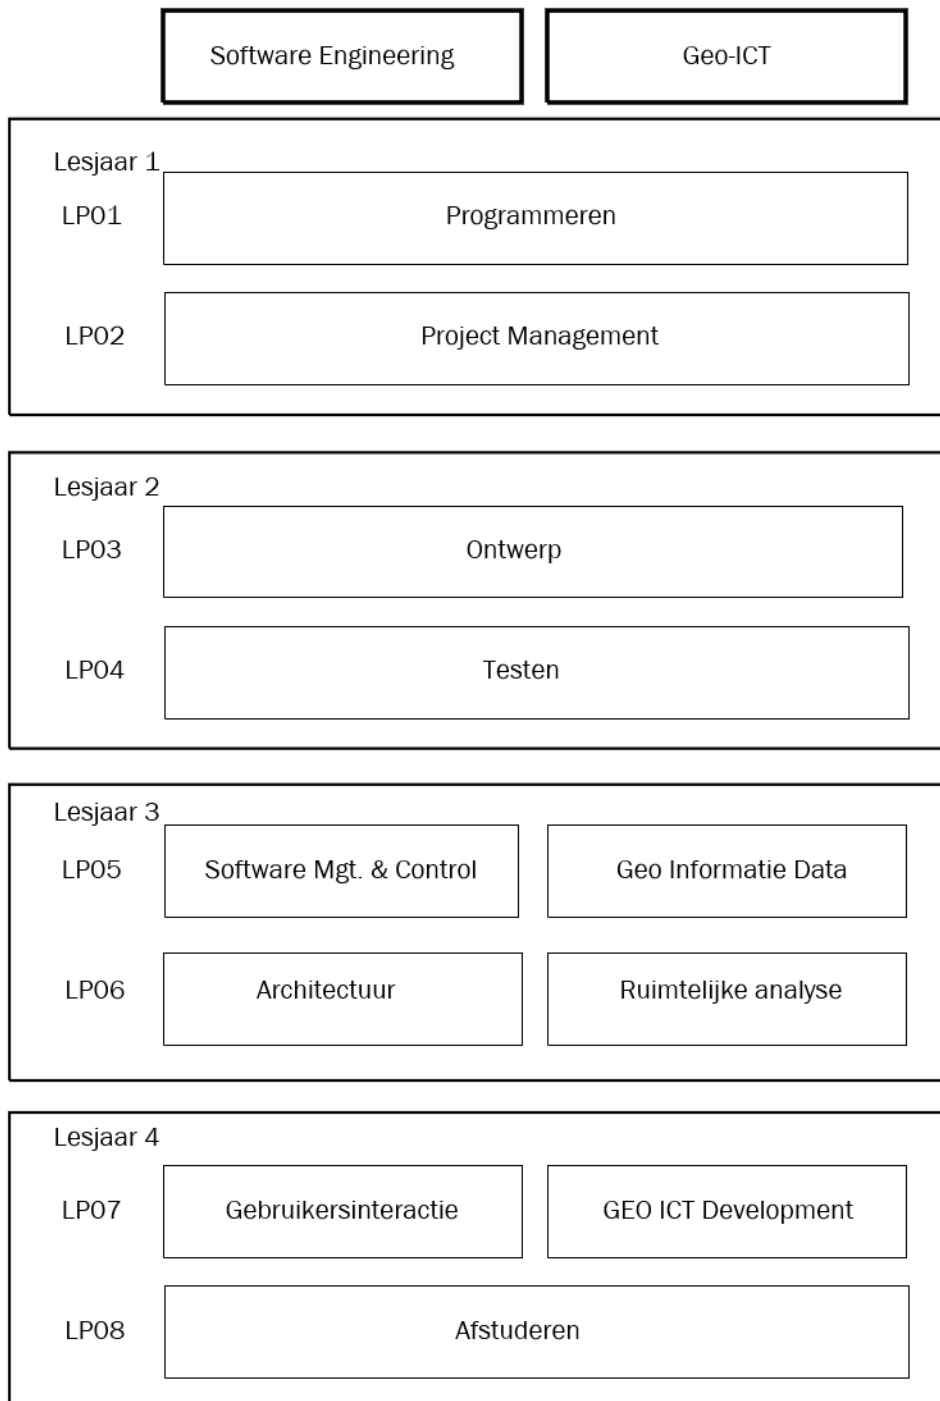 Software Engineering
Geo-ICT
Lesjaar 1
LP01
Programmeren
LP02
Project Management
Lesjaar 2
LP03
Ontwerp
LP04
Testen
Lesjaar 3
LP05
Software Mgt. & Control
Geo Informatie Data
LP06
Architectuur
Ruimtelijke analyse
Lesjaar 4
LP07
Gebruikersinteractie
GEO ICT Development
LP08
Afstuderen